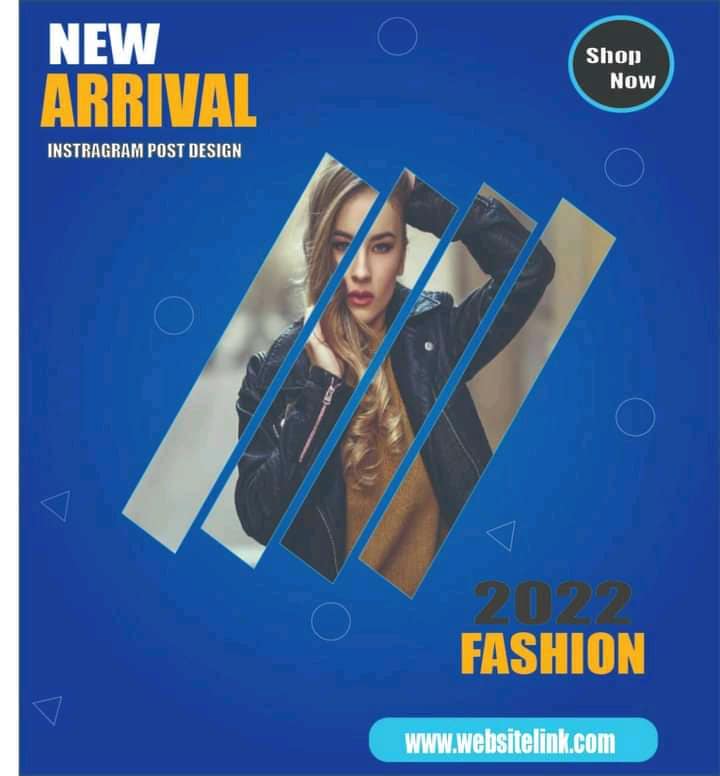 NEW
ARRIVAL
INSTRAGRAM POST DESIGN
Shop
Now
2022
FASHION
www.websitelink.com